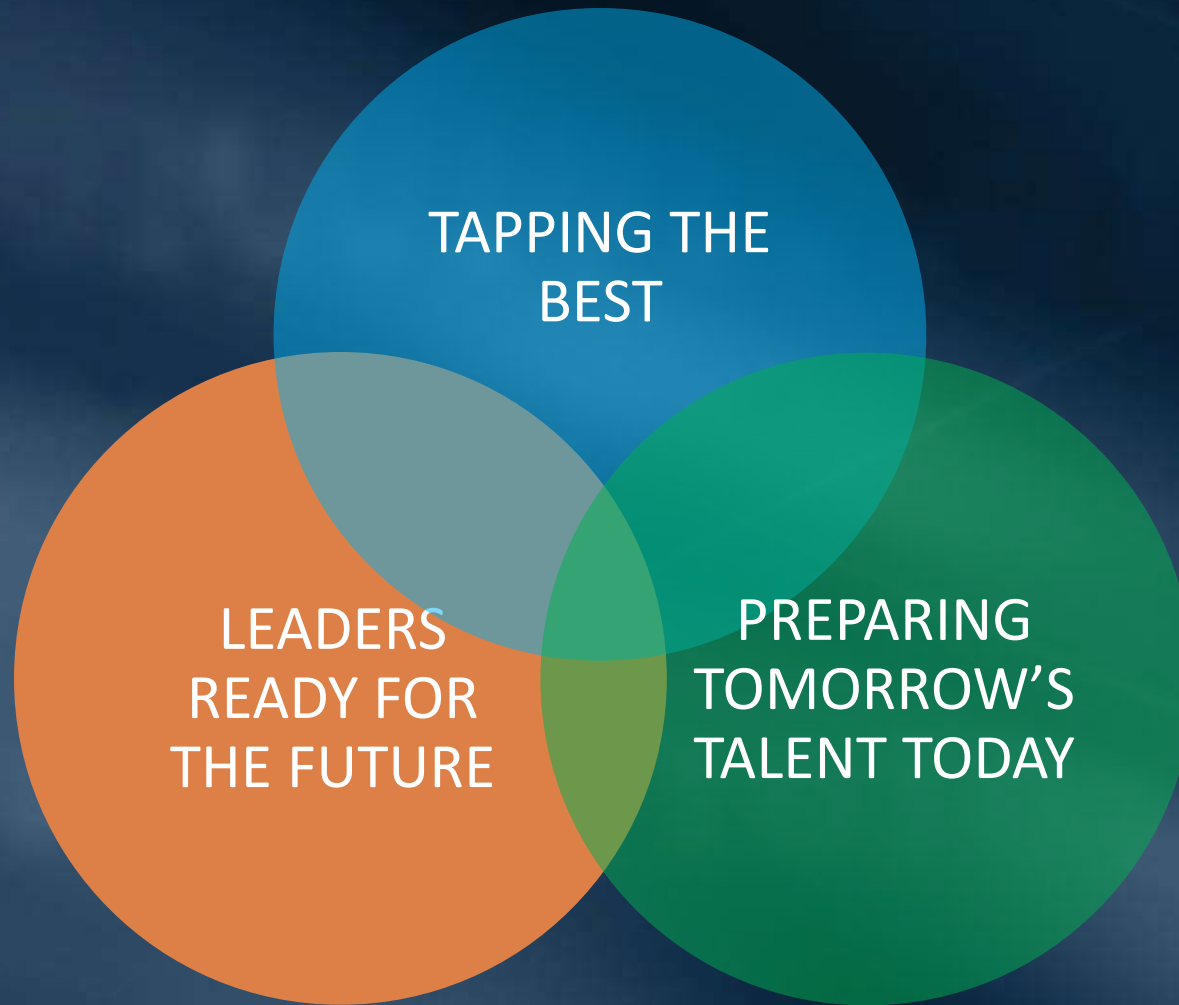 TAPPING THE
BEST
LEADERS
READY FOR
THE FUTURE
PREPARING
TOMORROW’S
TALENT TODAY